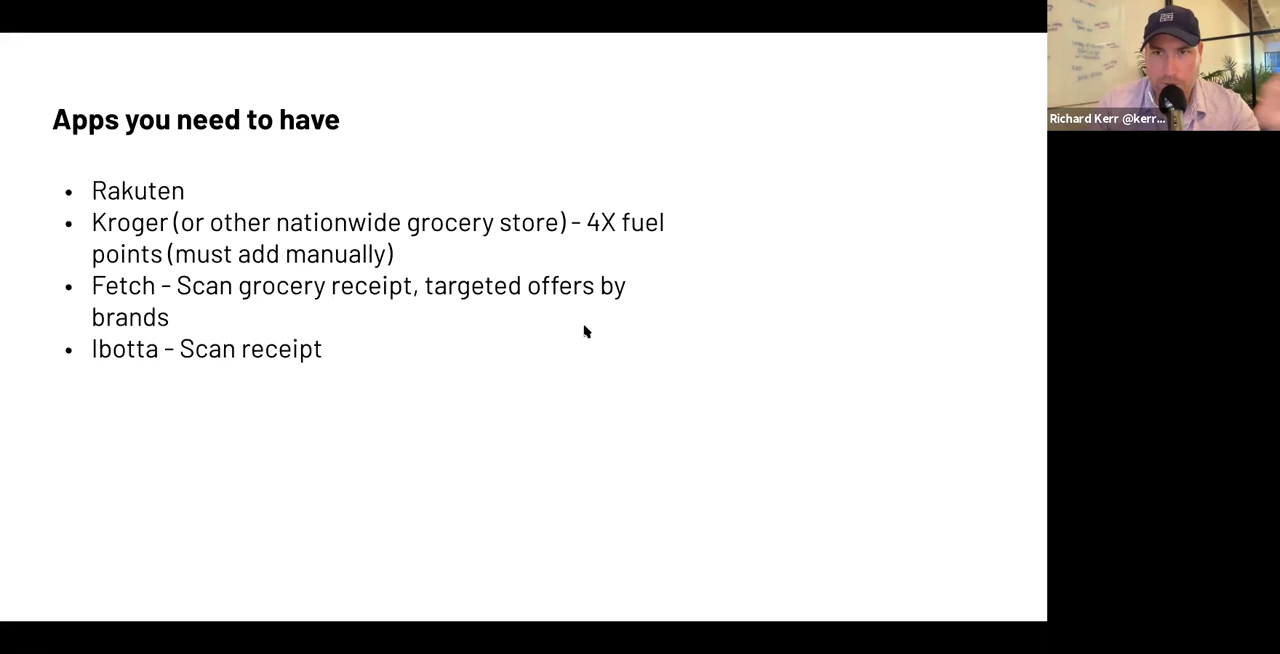 Apps you need to have
• Rakuten
• Kroger (or other nationwide grocery store) - 4X fuel
points (must add manually)
• Fetch - Scan grocery receipt, targeted offers by
brands
• Ibotta - Scan receipt
Richard Kerr @kerr...